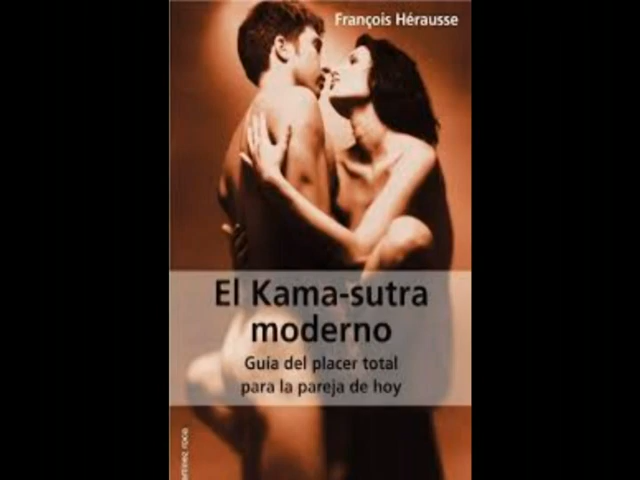 François Hérausse
El Kama-sutra
moderno
Guía del placer total
para la pareja de hoy